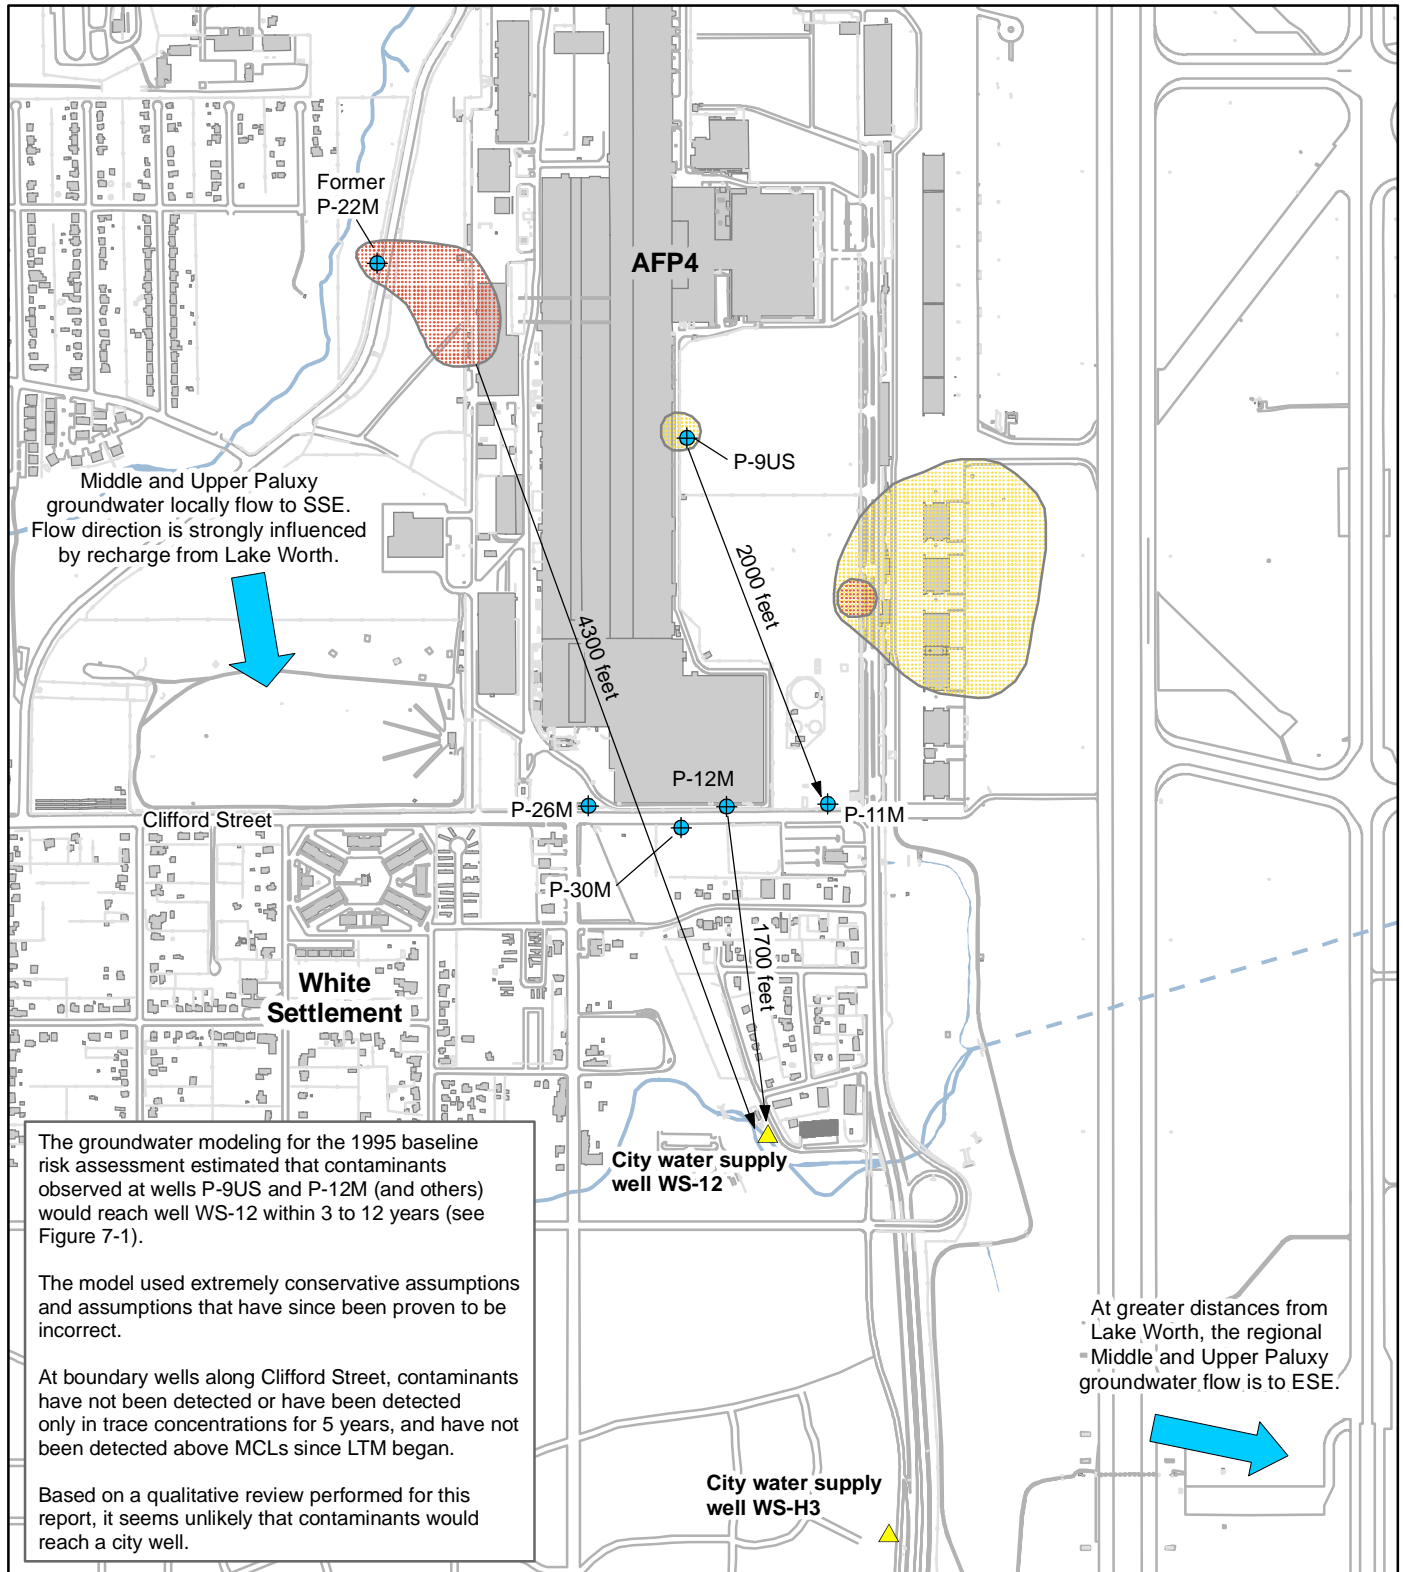 Former
P-22M
AFP4
P-9US
Middle and Upper Paluxy
groundwater locally flow to SSE.
Flow direction is strongly influenced
by recharge from Lake Worth.
2000 feet
4300 feet
P-12M
P-26M
P-11M
Clifford Street
P-30M
1700 feet
White
Settlement
City water supply
well WS-12
The groundwater modeling for the 1995 baseline
risk assessment estimated that contaminants
observed at wells P-9US and P-12M (and others)
would reach well WS-12 within 3 to 12 years (see
Figure 7-1).
The model used extremely conservative assumptions
and assumptions that have since been proven to be
incorrect.
At boundary wells along Clifford Street, contaminants
have not been detected or have been detected
only in trace concentrations for 5 years, and have not
been detected above MCLs since LTM began.
Based on a qualitative review performed for this
report, it seems unlikely that contaminants would
reach a city well.
At greater distances from
Lake Worth, the regional
Middle and Upper Paluxy
groundwater flow is to ESE.
City water supply
well WS-H3